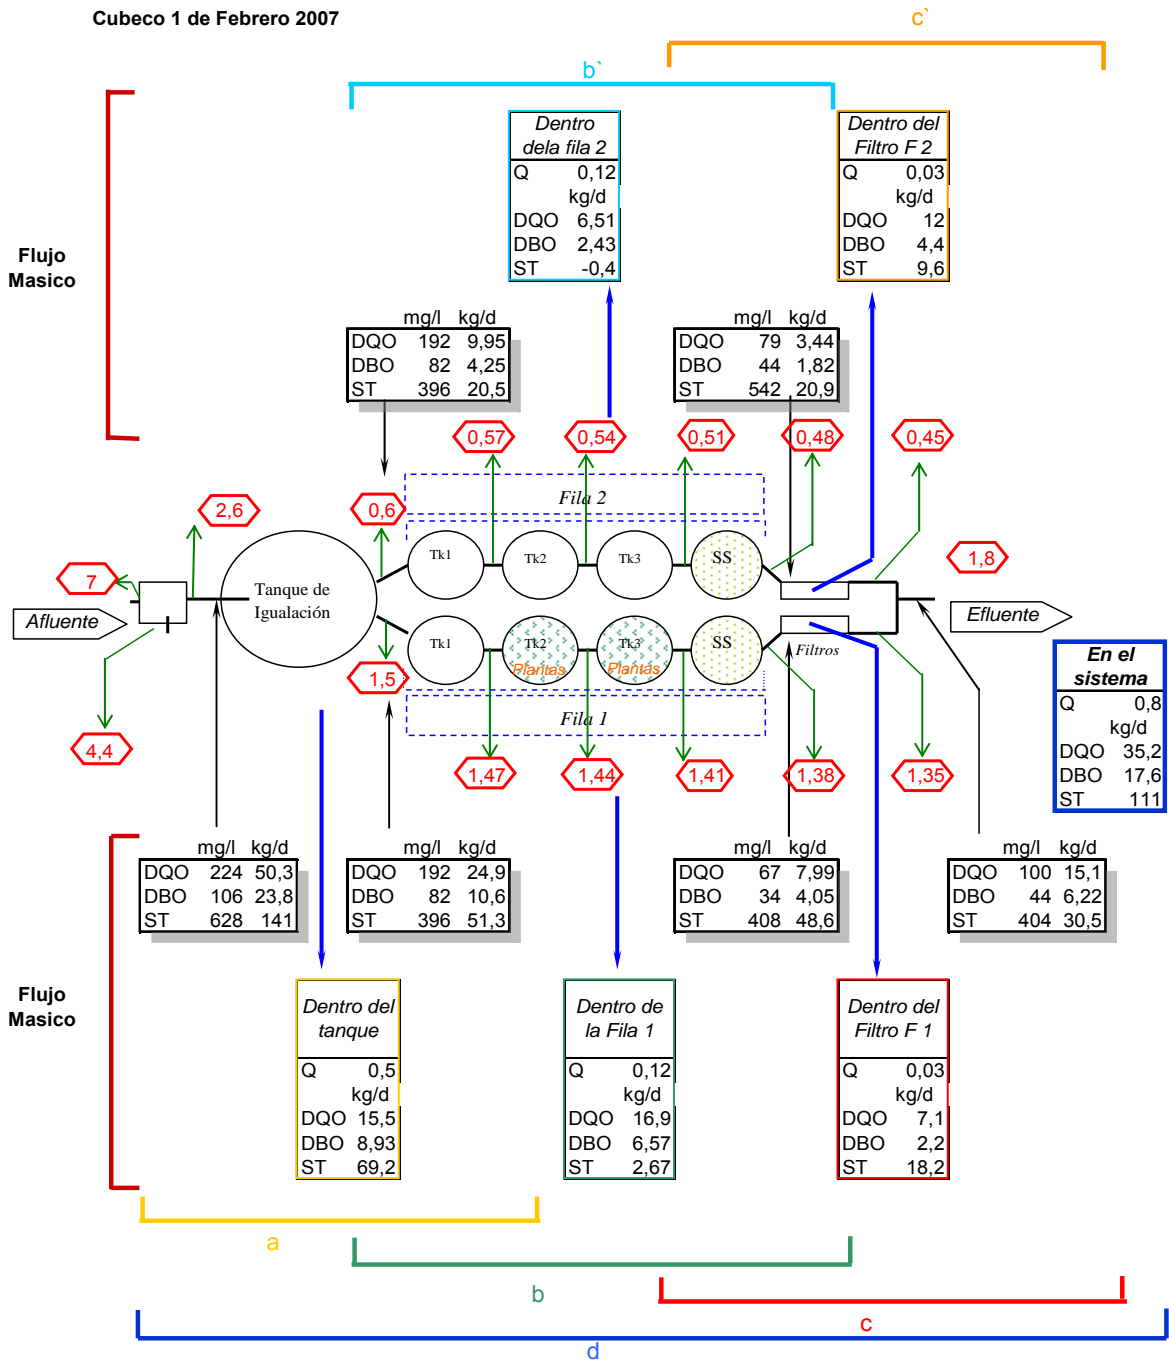 Cubeco 1 de Febrero 2007
c`
b`
Dentro
dela fila 2
Q 0,12
kg/d
DQO 6,51
DBO 2,43
ST -0,4
Dentro del
Filtro F 2
Q 0,03
kg/d
DQO 12
DBO 4,4
ST 9,6
Flujo
Masico
mg/l kg/d
DQO 192 9,95
DBO 82 4,25
ST 396 20,5
mg/l kg/d
DQO 79 3,44
DBO 44 1,82
ST 542 20,9
0,57
0,54
0,51
0,48
0,45
Fila 2
2,6
0,6
Tk1
Tk2
Tk3
SS
1,8
7
Tanque de
Igualación
Afluente
Efluente
Tk1
Tk2
Plantas
Tk3
Plantas
SS
Filtros
1,5
Fila 1
4,4
1,47
1,44
1,41
1,38
1,35
En el
sistema
Q 0,8
kg/d
DQO 35,2
DBO 17,6
ST 111
mg/l kg/d
DQO 224 50,3
DBO 106 23,8
ST 628 141
mg/l kg/d
DQO 192 24,9
DBO 82 10,6
ST 396 51,3
mg/l kg/d
DQO 67 7,99
DBO 34 4,05
ST 408 48,6
mg/l kg/d
DQO 100 15,1
DBO 44 6,22
ST 404 30,5
Flujo
Masico
Dentro del
tanque
Q 0,5
kg/d
DQO 15,5
DBO 8,93
ST 69,2
Dentro de
la Fila 1
Q 0,12
kg/d
DQO 16,9
DBO 6,57
ST 2,67
Dentro del
Filtro F 1
Q 0,03
kg/d
DQO 7,1
DBO 2,2
ST 18,2
a
b
c
d